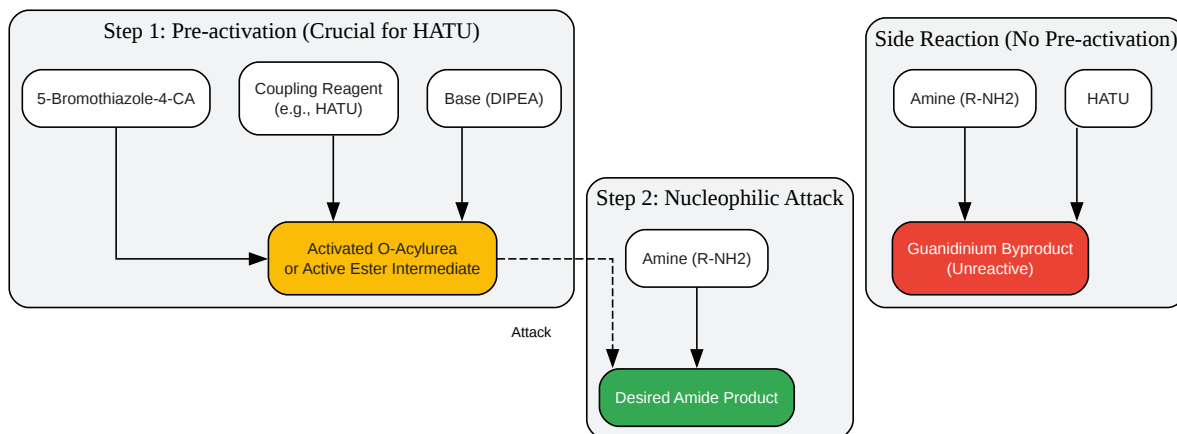 Step 1: Pre-activation (Crucial for HATU)
5-Bromothiazole-4-CA
Coupling Reagent
(e.g., HATU)
Base (DIPEA)
Activated O-Acylurea
or Active Ester Intermediate
Attack
Step 2: Nucleophilic Attack
Amine (R-NH2)
Desired Amide Product
Side Reaction (No Pre-activation)
Amine (R-NH2)
HATU
Guanidinium Byproduct
(Unreactive)